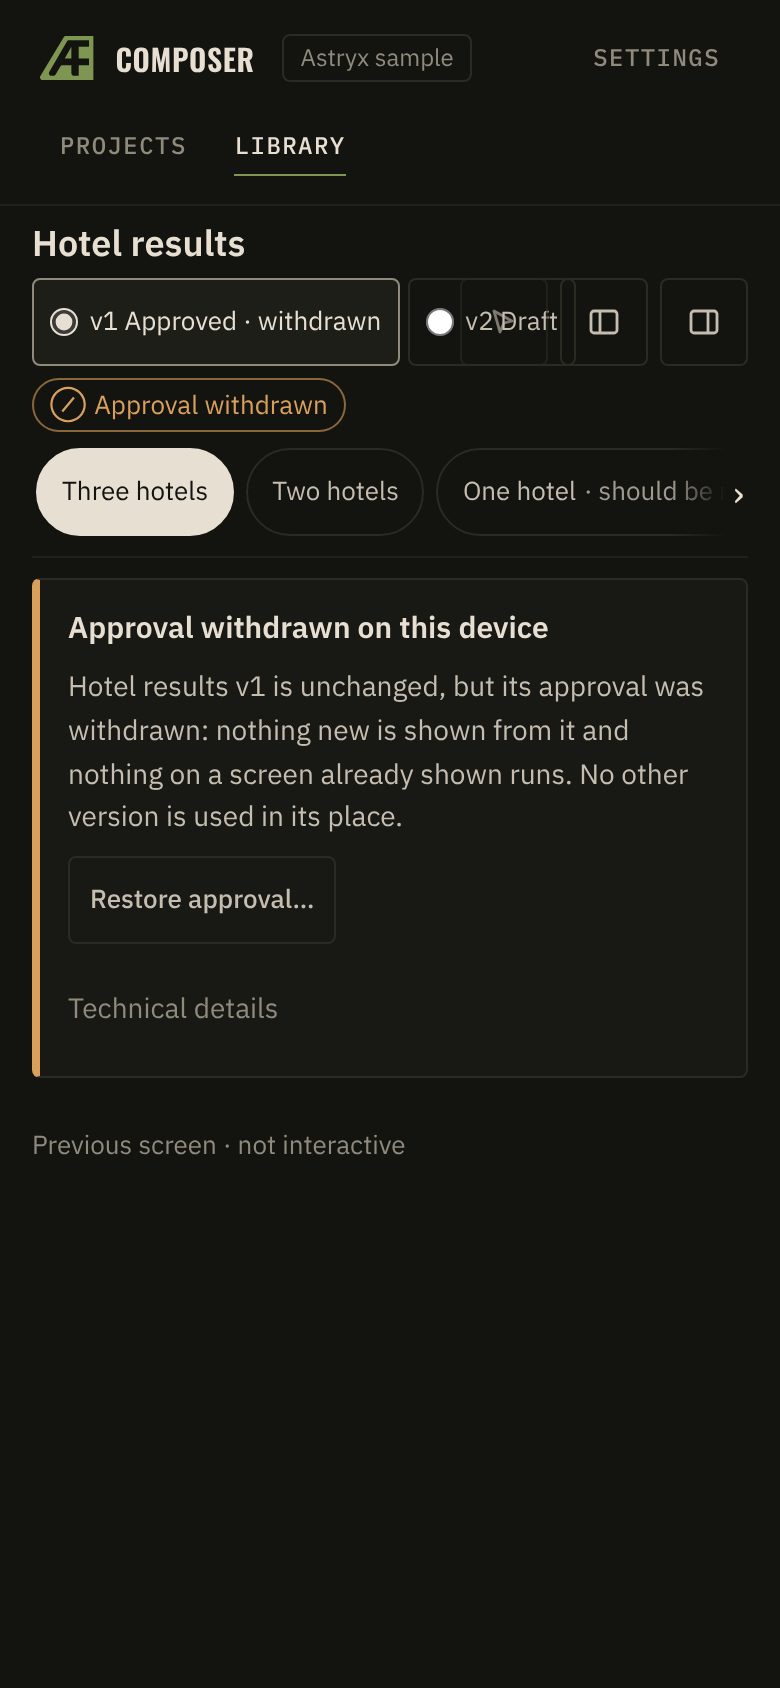 COMPOSER
Astryx sample
SETTINGS
PROJECTS
LIBRARY
Hotel results
v1 Approved · withdrawn
v2 Draft
Approval withdrawn
Three hotels
Two hotels
One hotel · should be
Approval withdrawn on this device
Hotel results v1 is unchanged, but its approval was
withdrawn: nothing new is shown from it and
nothing on a screen already shown runs. No other
version is used in its place.
Restore approval...
Technical details
Previous screen · not interactive